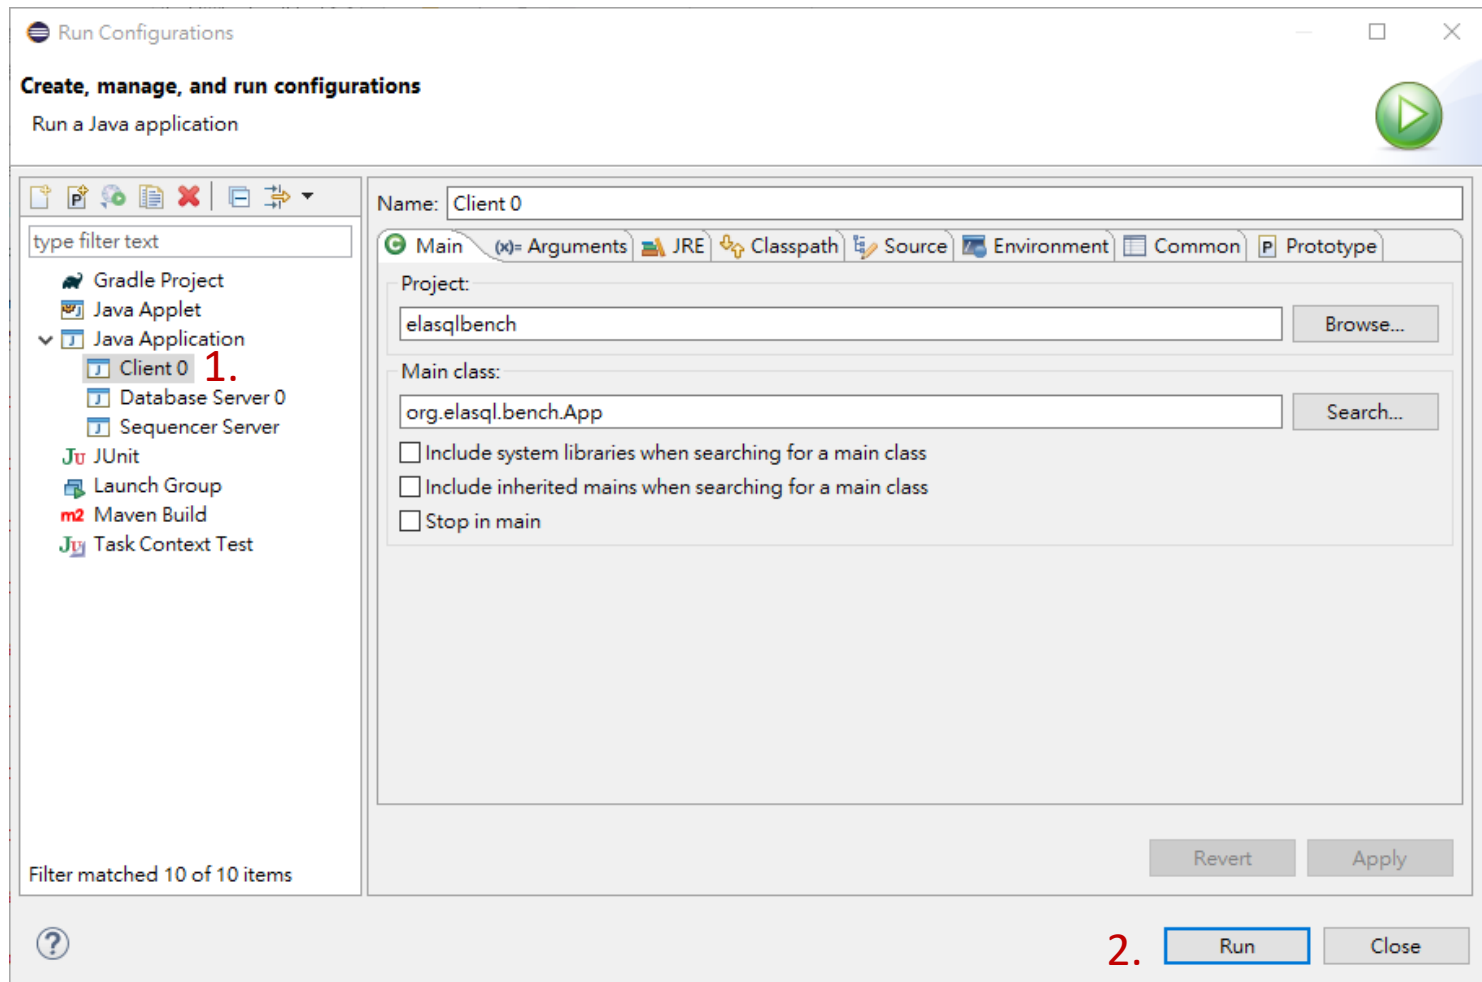 Run Configurations
Create, manage, and run configurations
Run a Java application
type filter text
Gradle Project
Java Applet
Java Application
Client 0
1.
Database Server 0
Sequencer Server
JUnit
Launch Group
Maven Build
Task Context Test
Filter matched 10 of 10 items
Name: Client 0
Main (x)= Arguments JRE Classpath Source Environment Common Prototype
Project:
elasqlbench Browse...
Main class:
org.elasql.bench.App Search...
Include system libraries when searching for a main class
Include inherited mains when searching for a main class
Stop in main
Revert Apply
2. Run Close